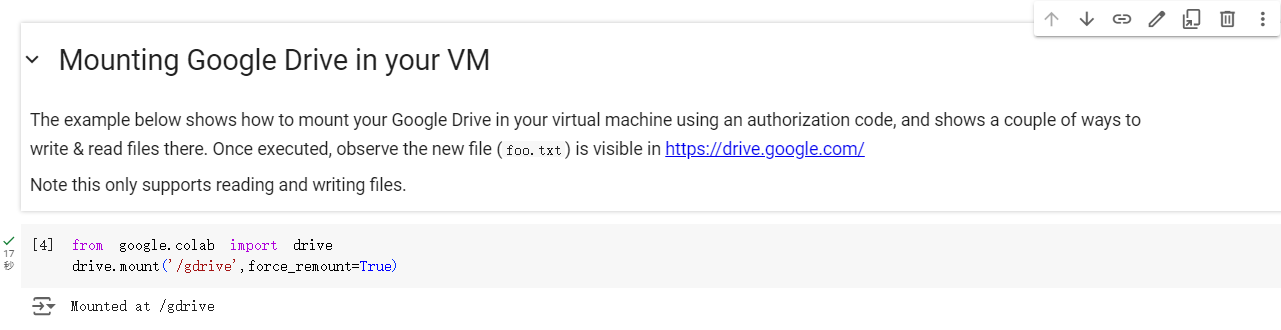 Mounting Google Drive in your VM
The example below shows how to mount your Google Drive in your virtual machine using an authorization code, and shows a couple of ways to
write & read files there. Once executed, observe the new file (foo.txt) is visible in https://drive.google.com/
Note this only supports reading and writing files.
[4] from google.colab import drive
17
秒
drive.mount('/gdrive',force_remount=True)
Mounted at /gdrive